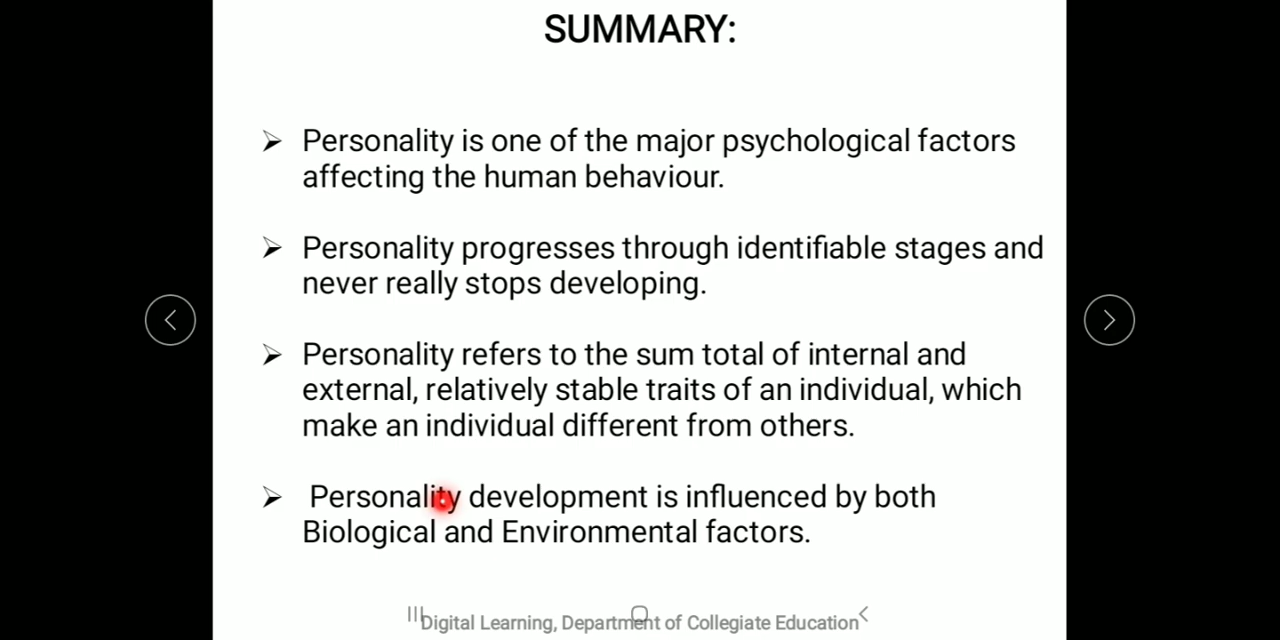 SUMMARY:
➢ Personality is one of the major psychological factors
affecting the human behaviour.
➢ Personality progresses through identifiable stages and
never really stops developing.
➢ Personality refers to the sum total of internal and
external, relatively stable traits of an individual, which
make an individual different from others.
➢ Personality development is influenced by both
Biological and Environmental factors.
Digital Learning, Department of Collegiate Education